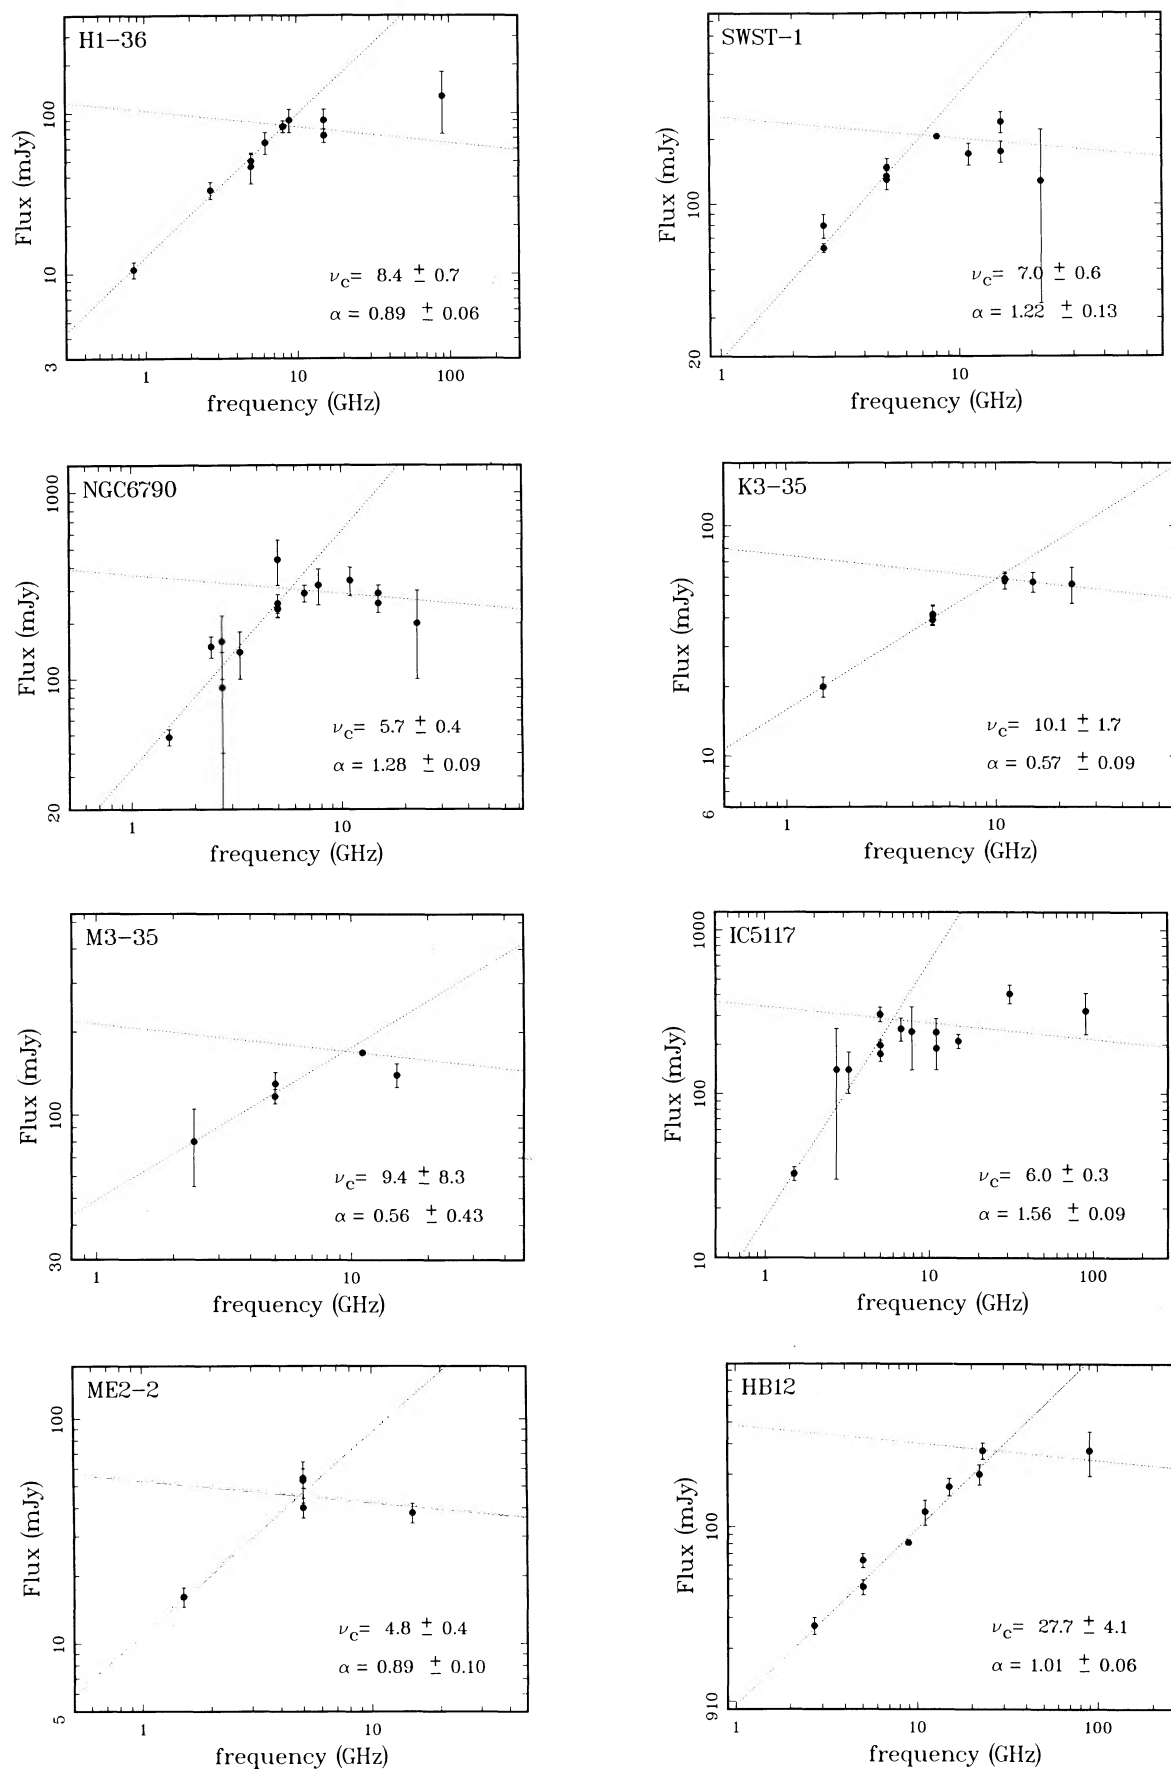 H1-36
Flux (mJy)
100
10
3
νc= 8.4 ± 0.7
α = 0.89 ± 0.06
1 10 100
frequency (GHz)
SWST-1
Flux (mJy)
100
20
νc= 7.0 ± 0.6
α = 1.22 ± 0.13
1 10
frequency (GHz)
NGC6790
Flux (mJy)
1000
100
20
νc= 5.7 ± 0.4
α = 1.28 ± 0.09
1 10
frequency (GHz)
K3-35
Flux (mJy)
100
10
6
νc= 10.1 ± 1.7
α = 0.57 ± 0.09
1 10
frequency (GHz)
M3-35
Flux (mJy)
100
30
νc= 9.4 ± 8.3
α = 0.56 ± 0.43
1 10
frequency (GHz)
IC5117
Flux (mJy)
1000
100
10
νc= 6.0 ± 0.3
α = 1.56 ± 0.09
1 10 100
frequency (GHz)
ME2-2
Flux (mJy)
100
10
5
νc= 4.8 ± 0.4
α = 0.89 ± 0.10
1 10
frequency (GHz)
HB12
Flux (mJy)
100
910
νc= 27.7 ± 4.1
α = 1.01 ± 0.06
1 10 100
frequency (GHz)